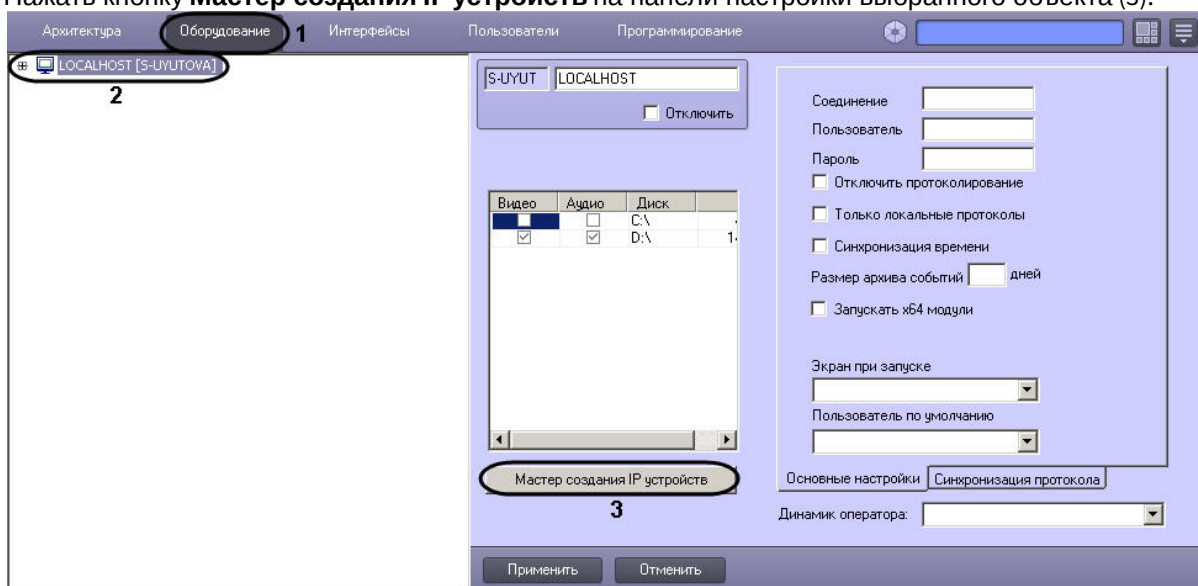 Нажать кнопку Мастер создания IP устройств на панели настройки выбранного объекта (3).
Архитектура Оборудование 1 Интерфейсы Пользователи Программирование
LOCALHOST [S-UYUTOVA]
2
S-UYUT LOCALHOST
Отключить
Соединение
Пользователь
Пароль
Отключить протоколирование
Только локальные протоколы
Синхронизация времени
Размер архива событий дней
Запускать x64 модули
Экран при запуске
Пользователь по умолчанию
Видео Аудио Диск
C:\
D:\ 1
Мастер создания IP устройств
3
Основные настройки Синхронизация протокола
Динамик оператора:
Применить Отменить